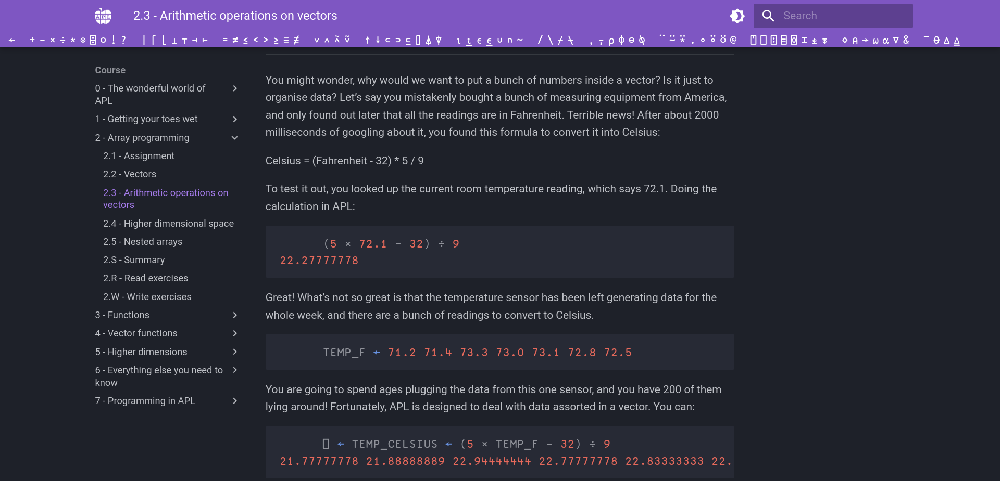 APL
2.3 - Arithmetic operations on vectors
Search
← + - × ÷ * ⍟ ⌹ ○ ! ? | ⌈ ⌊ ⊥ ⊤ ⊣ ⊢ = ≠ ≤ < > ≥ ≡ ≢ ∨ ∧ ⍲ ⍱ ↑ ↓ ⊂ ⊃ ⊆ ⌷ ⍋ ⍒ ⍳ ⍸ ∊ ⍷ ∪ ∩ ~ / \ ⌿ ⍀ , ⍪ ⍴ ⌽ ⊖ ⍉ ¨ ⍨ ⍣ . ∘ ⍤ ⍥ @ ⍞ ⎕ ⍠ ⌸ ⌺ ⌶ ⍎ ⍕ ⋄ ⍝ → ⍵ ⍺ ∇ & ¯ ⍬ ∆ ⍙
Course
0 - The wonderful world of
APL
1 - Getting your toes wet
2 - Array programming
2.1 - Assignment
2.2 - Vectors
2.3 - Arithmetic operations on
vectors
2.4 - Higher dimensional space
2.5 - Nested arrays
2.S - Summary
2.R - Read exercises
2.W - Write exercises
3 - Functions
4 - Vector functions
5 - Higher dimensions
6 - Everything else you need to
know
7 - Programming in APL
You might wonder, why would we want to put a bunch of numbers inside a vector? Is it just to
organise data? Let’s say you mistakenly bought a bunch of measuring equipment from America,
and only found out later that all the readings are in Fahrenheit. Terrible news! After about 2000
milliseconds of googling about it, you found this formula to convert it into Celsius:
Celsius = (Fahrenheit - 32) * 5 / 9
To test it out, you looked up the current room temperature reading, which says 72.1. Doing the
calculation in APL:
(5 × 72.1 - 32) ÷ 9
22.27777778
Great! What’s not so great is that the temperature sensor has been left generating data for the
whole week, and there are a bunch of readings to convert to Celsius.
TEMP_F ← 71.2 71.4 73.3 73.0 73.1 72.8 72.5
You are going to spend ages plugging the data from this one sensor, and you have 200 of them
lying around! Fortunately, APL is designed to deal with data assorted in a vector. You can:
⎕ ← TEMP_CELSIUS ← (5 × TEMP_F - 32) ÷ 9
21.77777778 21.88888889 22.94444444 22.77777778 22.83333333 22.